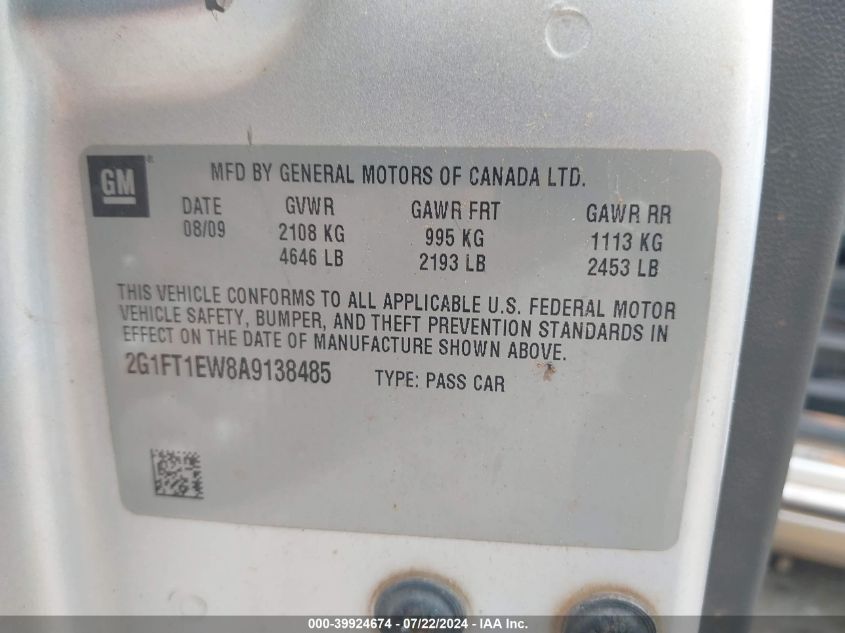 GM
®
MFD BY GENERAL MOTORS OF CANADA LTD.
DATE GVWR GAWR FRT GAWR RR
08/09 2108 KG 995 KG 1113 KG
4646 LB 2193 LB 2453 LB
THIS VEHICLE CONFORMS TO ALL APPLICABLE U.S. FEDERAL MOTOR
VEHICLE SAFETY, BUMPER, AND THEFT PREVENTION STANDARDS IN
EFFECT ON THE DATE OF MANUFACTURE SHOWN ABOVE.
2G1FT1EW8A9138485 TYPE: PASS CAR
000-39924674 - 07/22/2024 - IAA Inc.